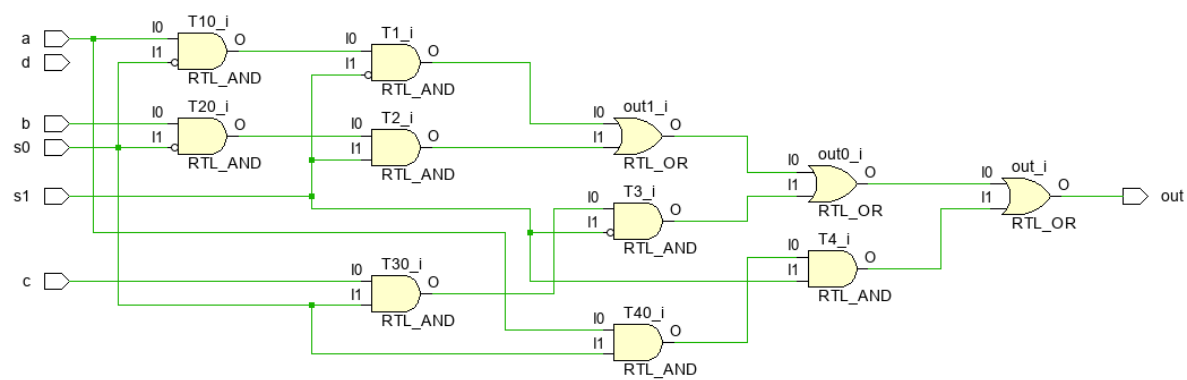 T10_i
I0
a
O
I1
d
RTL_AND
T1_i
I0
O
I1
RTL_AND
T20_i
I0
b
O
I1
s0
RTL_AND
T2_i
I0
O
I1
RTL_AND
out1_i
I0
O
I1
RTL_OR
s1
out0_i
I0
O
I1
RTL_OR
out_i
I0
O
I1
out
RTL_OR
T3_i
I0
O
I1
RTL_AND
T4_i
I0
O
I1
RTL_AND
T30_i
I0
c
O
I1
RTL_AND
T40_i
I0
O
I1
RTL_AND